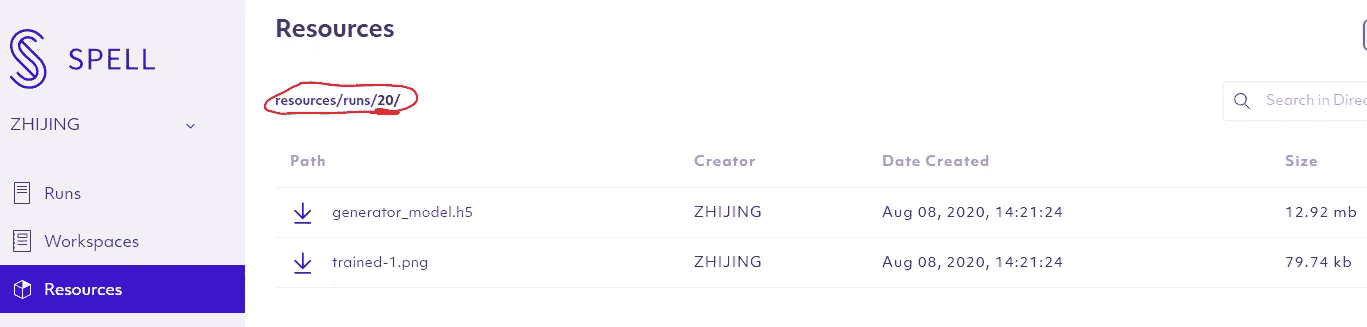 SPELL
ZHIJING
Runs
Workspaces
Resources
Resources
resources/runs/20/
Search in Direc
Path Creator Date Created Size
generator_model.h5 ZHIJING Aug 08, 2020, 14:21:24 12.92 mb
trained-1.png ZHIJING Aug 08, 2020, 14:21:24 79.74 kb